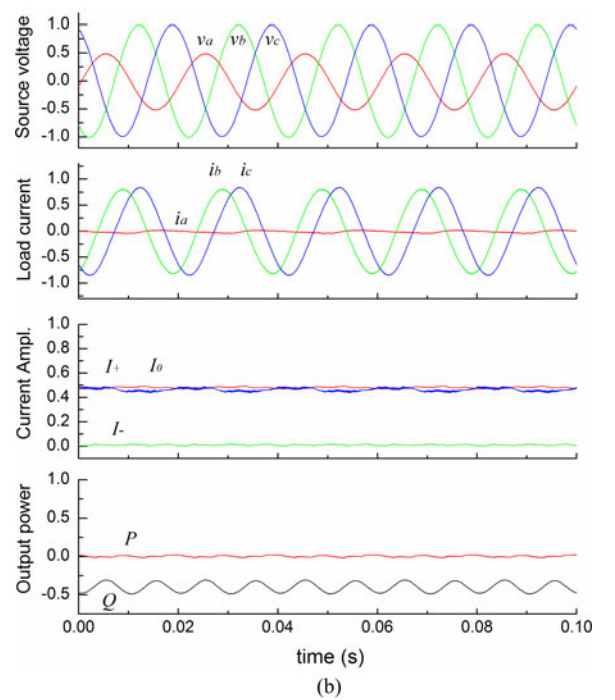 Source voltage
1.0
0.5
0.0
-0.5
-1.0
va vb vc
Load current
1.0
0.5
0.0
-0.5
-1.0
ib ic
ia
Current Ampl.
1.0
0.8
0.6
0.4
0.2
0.0
I+ I0
I-
Output power
1.0
0.5
0.0
-0.5
P
Q
0.00 0.02 0.04 0.06 0.08 0.10
time (s)
(b)